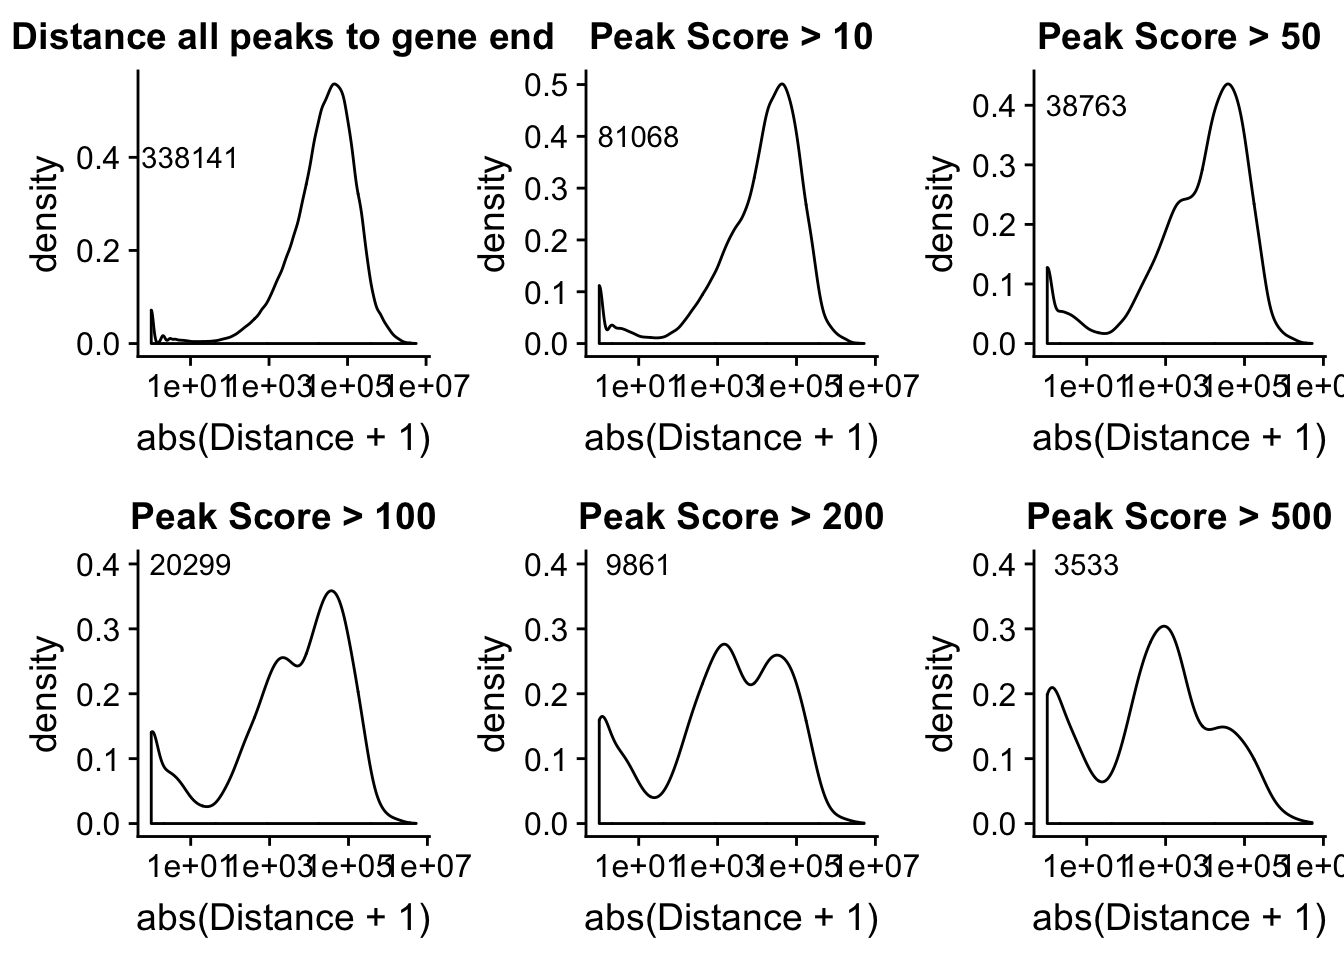 Distance all peaks to gene end
density
0.4
0.2
0.0
338141
1e+01 1e+03 1e+05 1e+07
abs(Distance + 1)
Peak Score > 10
density
0.5
0.4
0.3
0.2
0.1
0.0
81068
1e+01 1e+03 1e+05 1e+07
abs(Distance + 1)
Peak Score > 50
density
0.4
0.3
0.2
0.1
0.0
38763
1e+01 1e+03 1e+05 1e+0
abs(Distance + 1)
Peak Score > 100
density
0.4
0.3
0.2
0.1
0.0
20299
1e+01 1e+03 1e+05 1e+07
abs(Distance + 1)
Peak Score > 200
density
0.4
0.3
0.2
0.1
0.0
9861
1e+01 1e+03 1e+05 1e+07
abs(Distance + 1)
Peak Score > 500
density
0.4
0.3
0.2
0.1
0.0
3533
1e+01 1e+03 1e+05 1e+0
abs(Distance + 1)